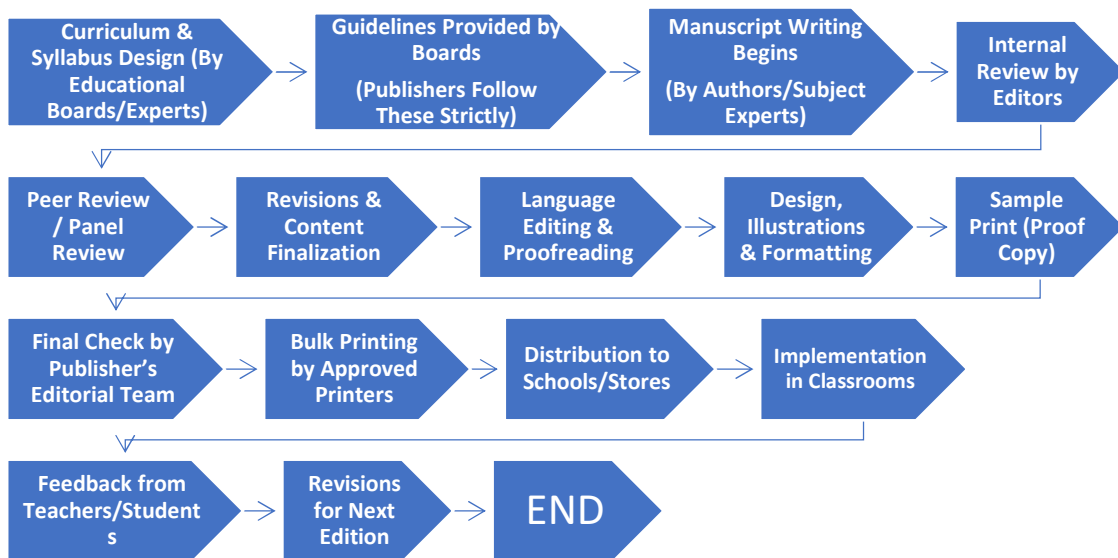 Curriculum &
Syllabus Design (By
Educational
Boards/Experts)
Guidelines Provided by
Boards
(Publishers Follow
These Strictly)
Manuscript Writing
Begins
(By Authors/Subject
Experts)
Internal
Review by
Editors
Peer Review
/ Panel
Review
Revisions &
Content
Finalization
Language
Editing &
Proofreading
Design,
Illustrations
& Formatting
Sample
Print (Proof
Copy)
Final Check by
Publisher’s
Editorial Team
Bulk Printing
by Approved
Printers
Distribution to
Schools/Stores
Implementation
in Classrooms
Feedback from
Teachers/Student
s
Revisions
for Next
Edition
END